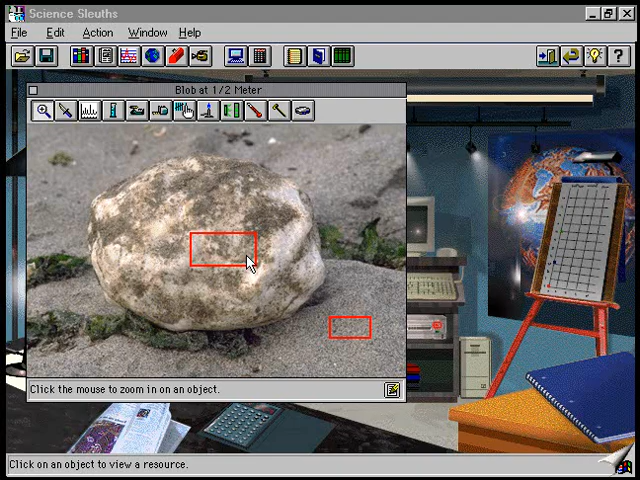 Science Sleuths
File Edit Action Window Help
Blob at 1/2 Meter
Click the mouse to zoom in on an object.
Click on an object to view a resource.